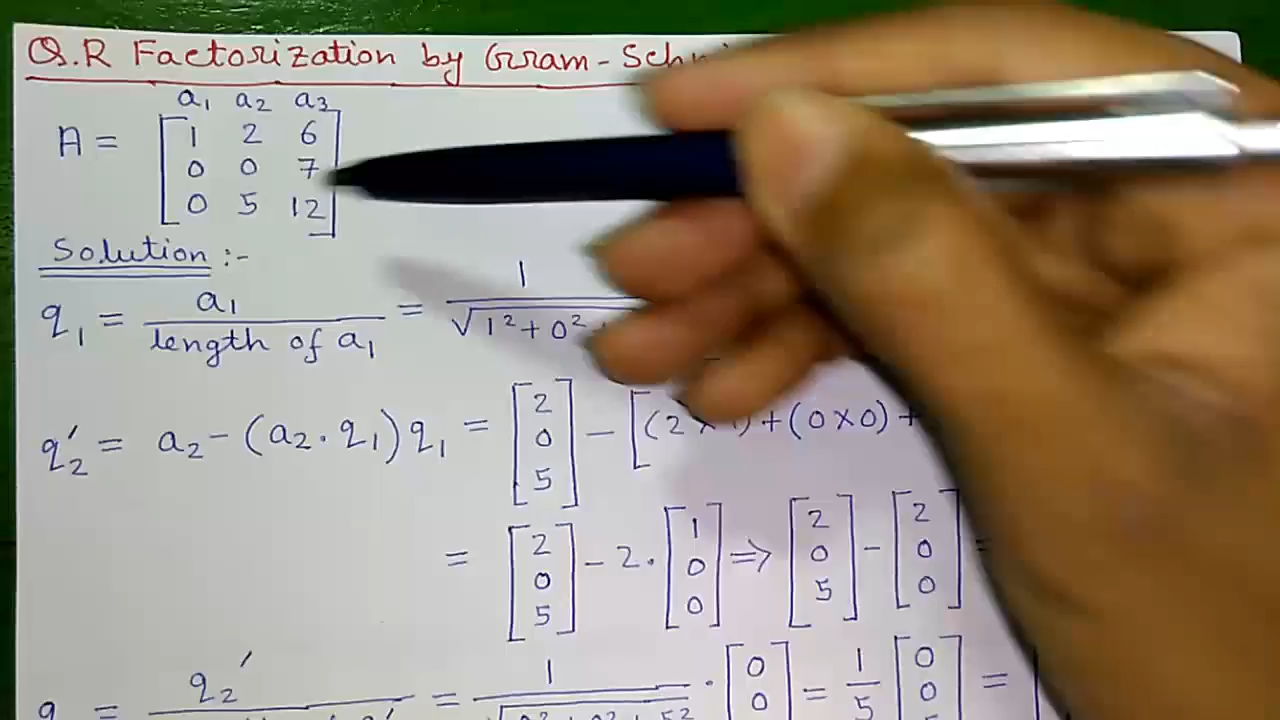 Q.R Factorization by Gram-Sch
a1 a2 a3
A = [1 2 6
0 0 7
0 5 12]
Solution :-
q1 = a1 / length of a1 = 1 / √1²+0²
q2′ = a2 - (a2 . q1) q1 = [2 0 5] - [(2×1)+(0×0)+
= [2 0 5] - 2 . [1 0 0] ⇒ [2 0 5] - [2 0 0] =
q2′ = 1 . [0 0 = 1/5 [0 0 =